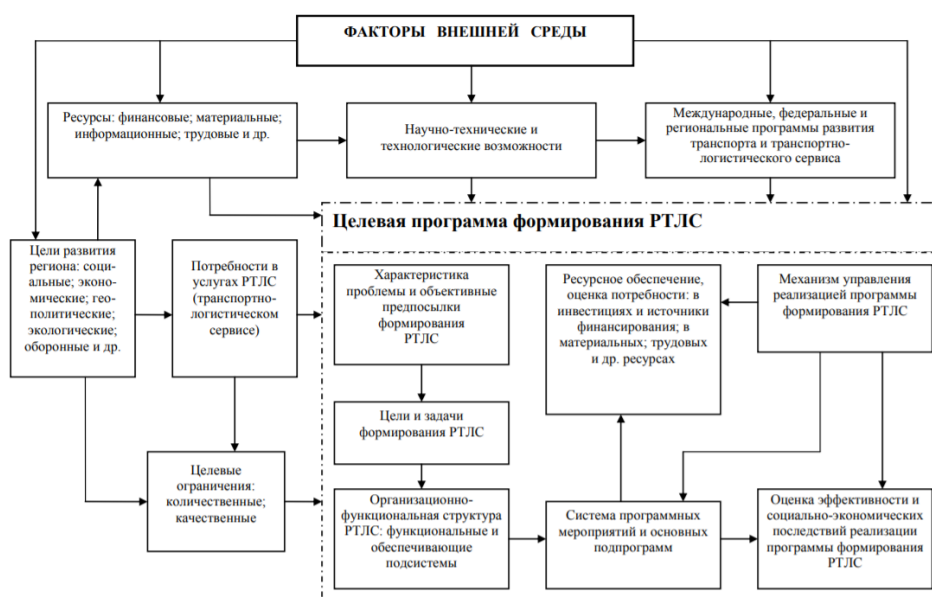 ФАКТОРЫ ВНЕШНЕЙ СРЕДЫ
Ресурсы: финансовые; материальные;
информационные; трудовые и др.
Научно-технические и
технологические возможности
Международные, федеральные и
региональные программы развития
транспорта и транспортно-
логистического сервиса
Целевая программа формирования РТЛС
Цели развития
региона: соци-
альные; эконо-
мические; гео-
политические;
экологические;
оборонные и др.
Потребности в
услугах РТЛС
(транспортно-
логистическом
сервисе)
Характеристика
проблемы и объективные
предпосылки
формирования
РТЛС
Ресурсное обеспечение,
оценка потребности: в
инвестициях и источники
финансирования; в
материальных; трудовых
и др. ресурсах
Механизм управления
реализацией программы
формирования РТЛС
Цели и задачи
формирования РТЛС
Целевые
ограничения:
количественные;
качественные
Организационно-
функциональная структура
РТЛС: функциональные и
обеспечивающие
подсистемы
Система программных
мероприятий и основных
подпрограмм
Оценка эффективности и
социально-экономических
последствий реализации
программы формирования
РТЛС